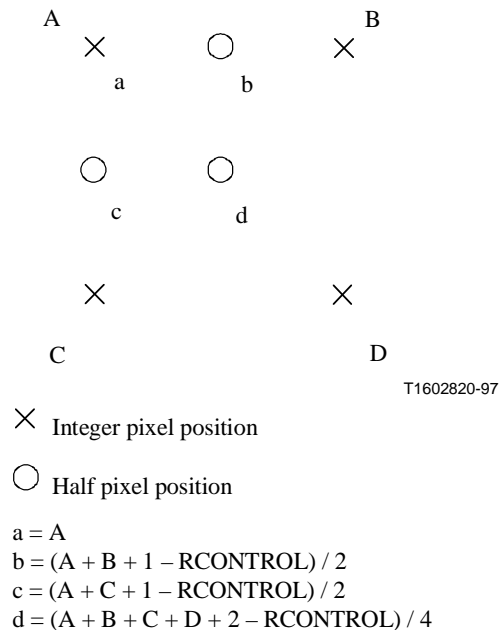 A B
a b
c d
C D
T1602820-97
Integer pixel position
Half pixel position
a = A
b = (A + B + 1 – RCONTROL) / 2
c = (A + C + 1 – RCONTROL) / 2
d = (A + B + C + D + 2 – RCONTROL) / 4